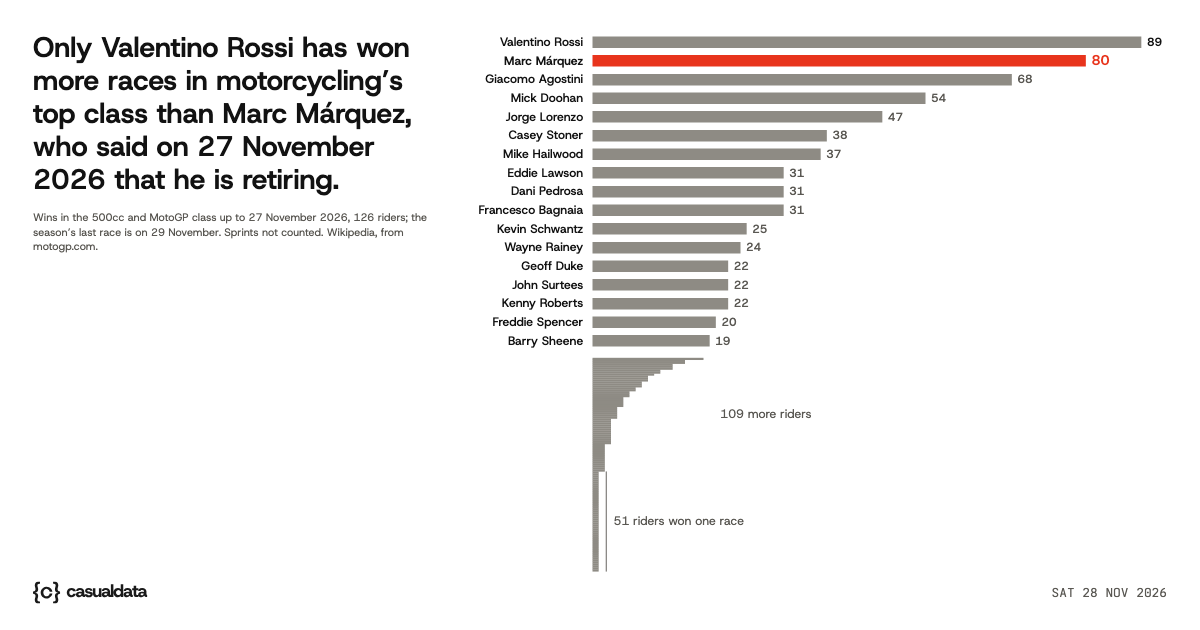 Only Valentino Rossi has won
more races in motorcycling’s
top class than Marc Márquez,
who said on 27 November
2026 that he is retiring.
Wins in the 500cc and MotoGP class up to 27 November 2026, 126 riders; the
season’s last race is on 29 November. Sprints not counted. Wikipedia, from
motogp.com.
Valentino Rossi 89
Marc Márquez 80
Giacomo Agostini 68
Mick Doohan 54
Jorge Lorenzo 47
Casey Stoner 38
Mike Hailwood 37
Eddie Lawson 31
Dani Pedrosa 31
Francesco Bagnaia 31
Kevin Schwantz 25
Wayne Rainey 24
Geoff Duke 22
John Surtees 22
Kenny Roberts 22
Freddie Spencer 20
Barry Sheene 19
109 more riders
51 riders won one race
{c} casualdata
SAT 28 NOV 2026